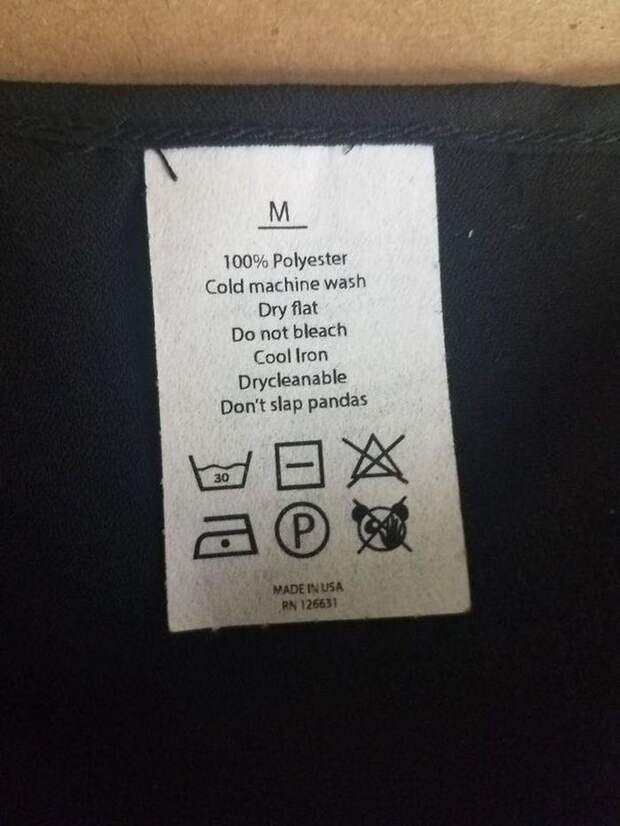 M
100% Polyester
Cold machine wash
Dry flat
Do not bleach
Cool Iron
Drycleanable
Don't slap pandas
30
P
MADE IN USA
RN 126631